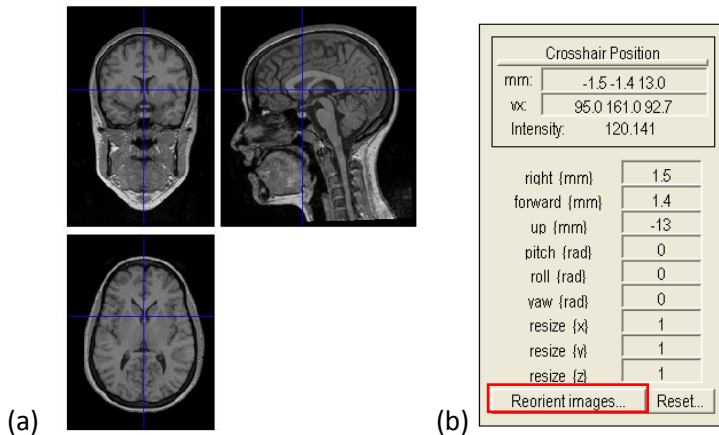 (a)
(b)
Crosshair Position
mm: -1.5 -1.4 13.0
vx: 95.0 161.0 92.7
Intensity: 120.141
right {mm} 1.5
forward {mm} 1.4
up {mm} -13
pitch {rad} 0
roll {rad} 0
yaw {rad} 0
resize {x} 1
resize {y} 1
resize {z} 1
Reorient images... Reset...